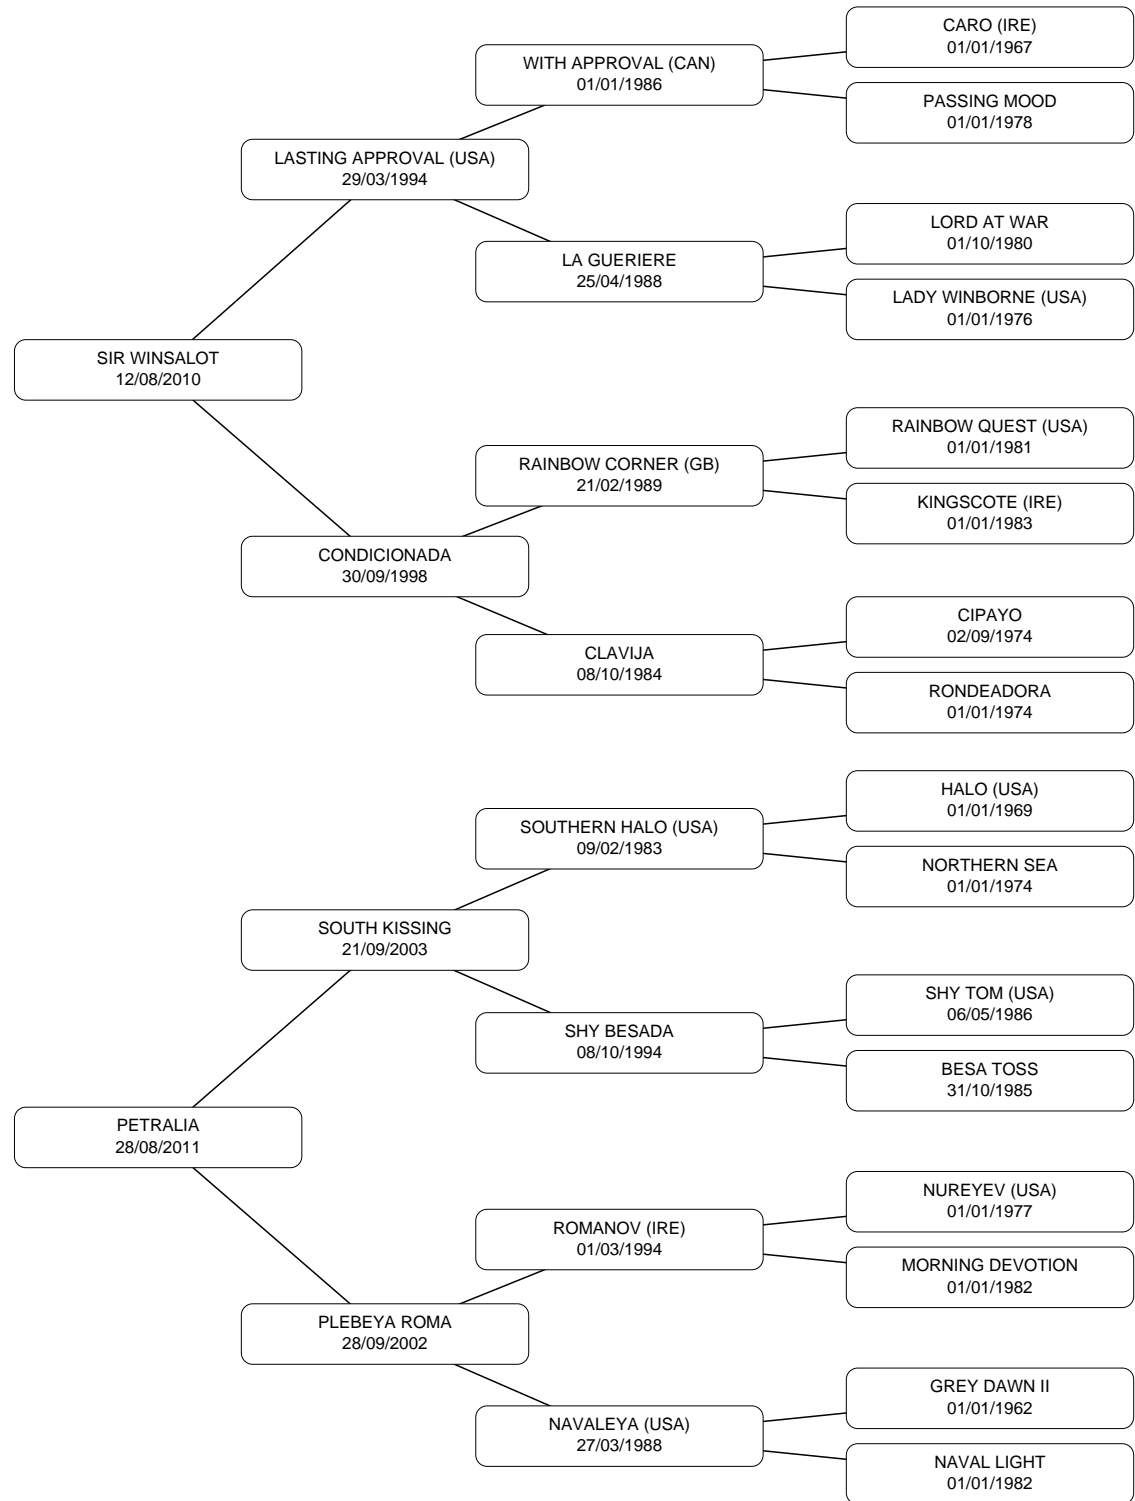 CARO (IRE)
01/01/1967
WITH APPROVAL (CAN)
01/01/1986
PASSING MOOD
01/01/1978
LASTING APPROVAL (USA)
29/03/1994
LORD AT WAR
01/10/1980
LA GUERIERE
25/04/1988
LADY WINBORNE (USA)
01/01/1976
SIR WINSALOT
12/08/2010
RAINBOW QUEST (USA)
01/01/1981
RAINBOW CORNER (GB)
21/02/1989
KINGSCOTE (IRE)
01/01/1983
CONDICIONADA
30/09/1998
CIPAYO
02/09/1974
CLAVIJA
08/10/1984
RONDEADORA
01/01/1974
HALO (USA)
01/01/1969
SOUTHERN HALO (USA)
09/02/1983
NORTHERN SEA
01/01/1974
SOUTH KISSING
21/09/2003
SHY TOM (USA)
06/05/1986
SHY BESADA
08/10/1994
BESA TOSS
31/10/1985
PETRALIA
28/08/2011
NUREYEV (USA)
01/01/1977
ROMANOV (IRE)
01/03/1994
MORNING DEVOTION
01/01/1982
PLEBEYA ROMA
28/09/2002
GREY DAWN II
01/01/1962
NAVALEYA (USA)
27/03/1988
NAVAL LIGHT
01/01/1982